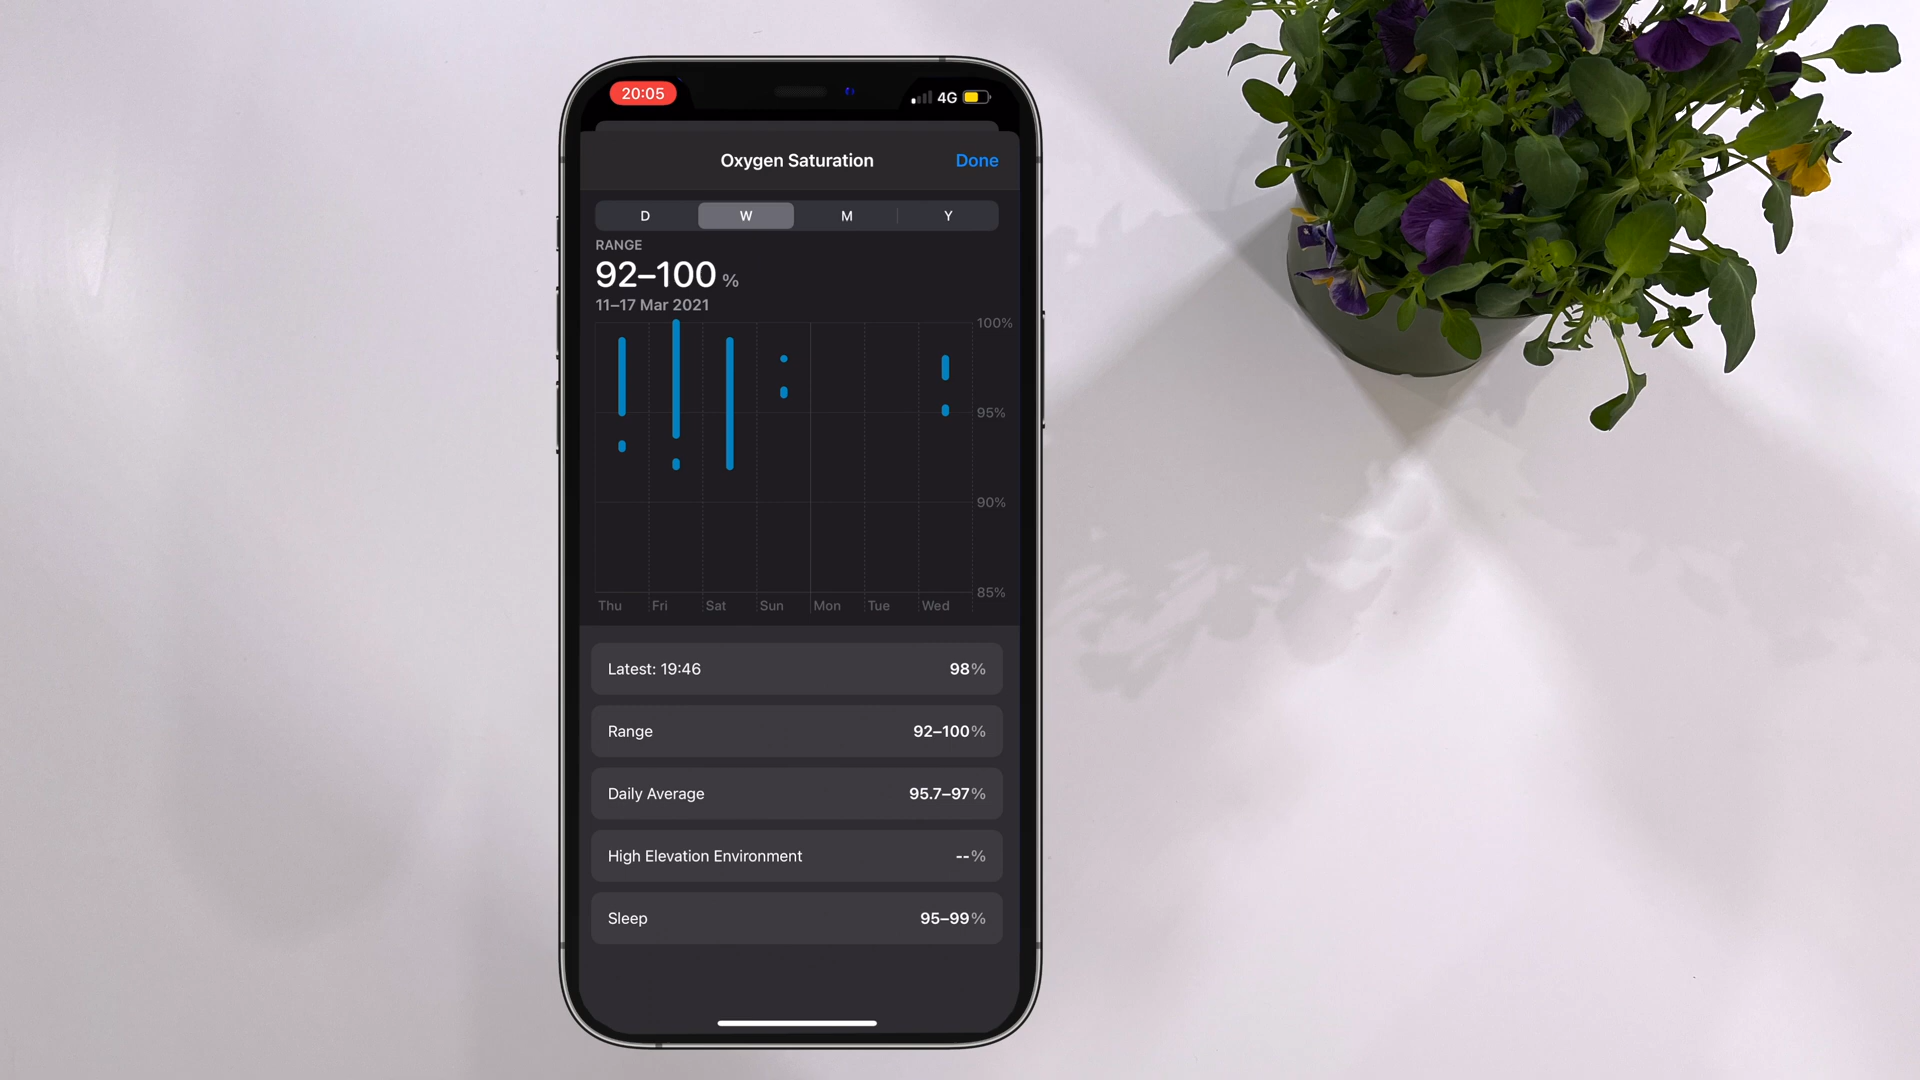 20:05
4G
Oxygen Saturation
Done
D
W
M
Y
RANGE
92–100 %
11–17 Mar 2021
100%
95%
90%
85%
Thu
Fri
Sat
Sun
Mon
Tue
Wed
Latest: 19:46
98%
Range
92–100%
Daily Average
95.7–97%
High Elevation Environment
--%
Sleep
95–99%